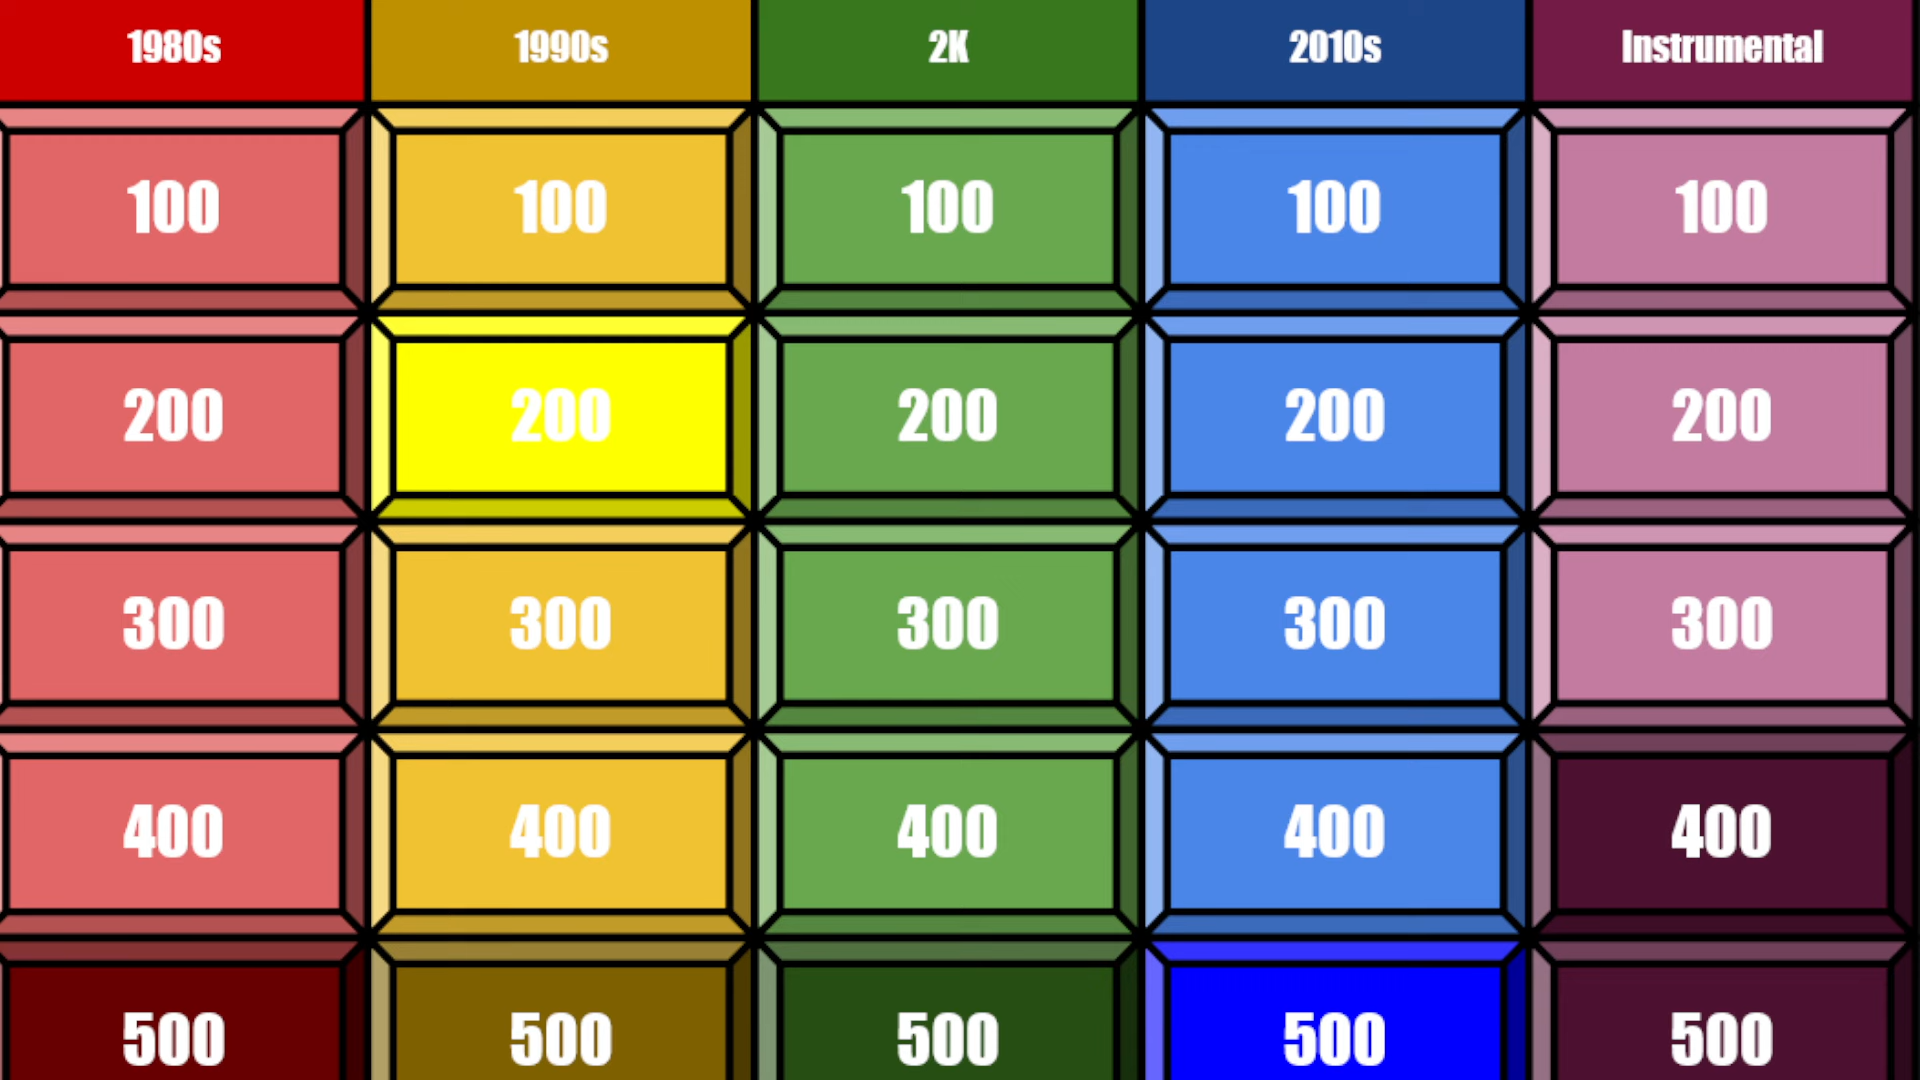 1980s 1990s 2K 2010s Instrumental
100 100 100 100 100
200 200 200 200 200
300 300 300 300 300
400 400 400 400 400
500 500 500 500 500